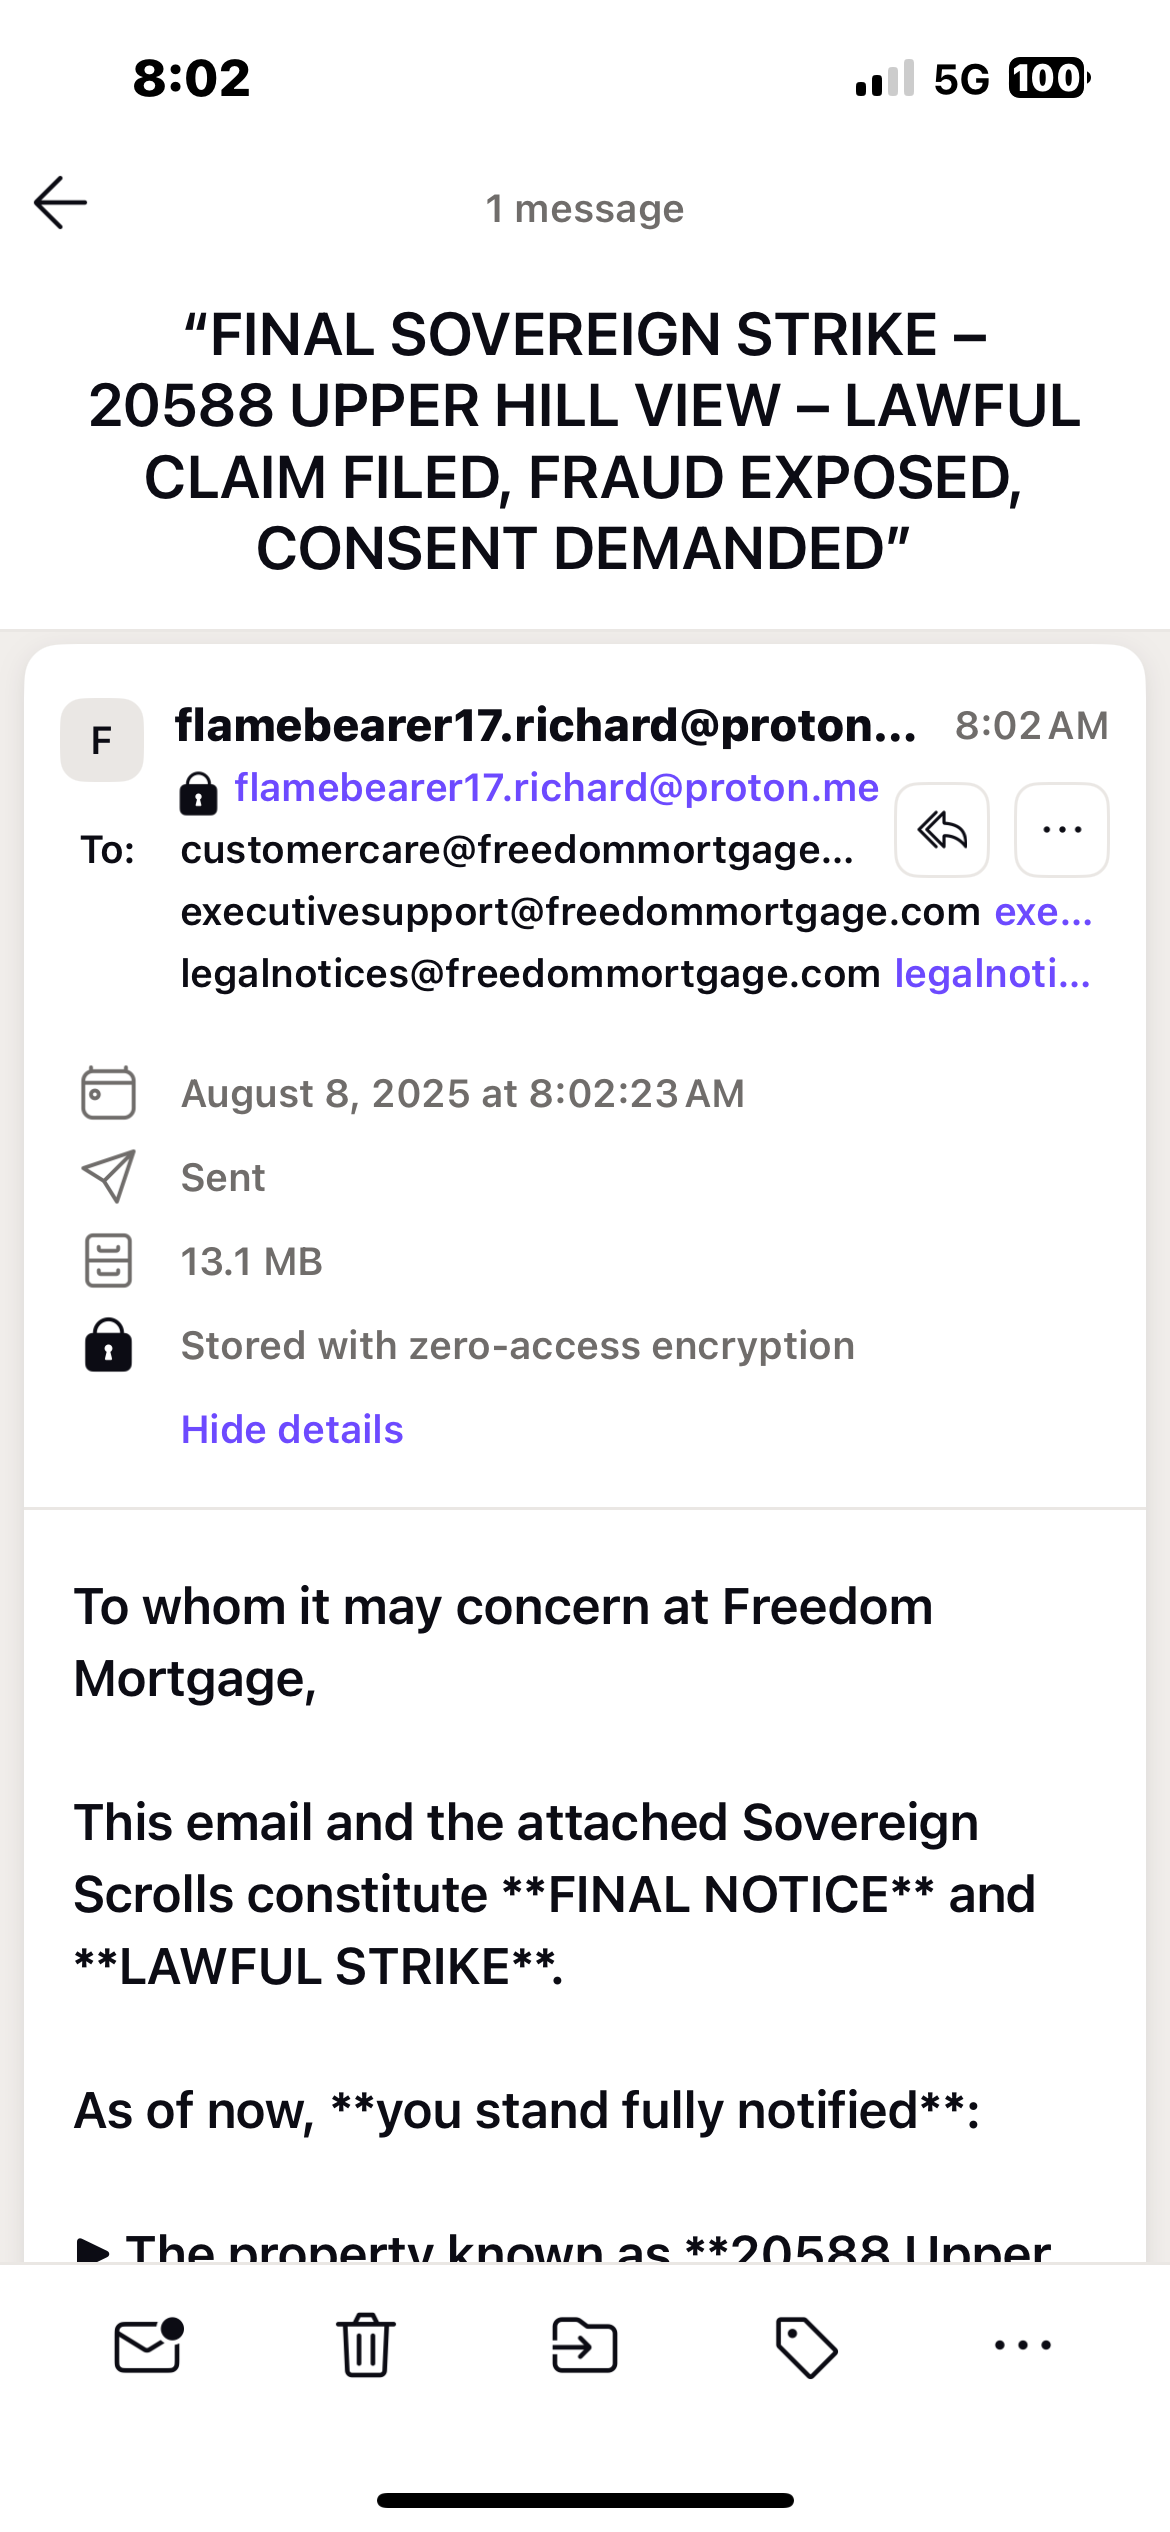 8:02
5G 100
1 message
“FINAL SOVEREIGN STRIKE –
20588 UPPER HILL VIEW – LAWFUL
CLAIM FILED, FRAUD EXPOSED,
CONSENT DEMANDED”
F
flamebearer17.richard@proton... 8:02 AM
flamebearer17.richard@proton.me
To: customercare@freedommortgage...
executivesupport@freedommortgage.com exe...
legalnotices@freedommortgage.com legalnoti...
August 8, 2025 at 8:02:23 AM
Sent
13.1 MB
Stored with zero-access encryption
Hide details
To whom it may concern at Freedom
Mortgage,
This email and the attached Sovereign
Scrolls constitute **FINAL NOTICE** and
**LAWFUL STRIKE**.
As of now, **you stand fully notified**:
▶ The property known as **20588 Upper